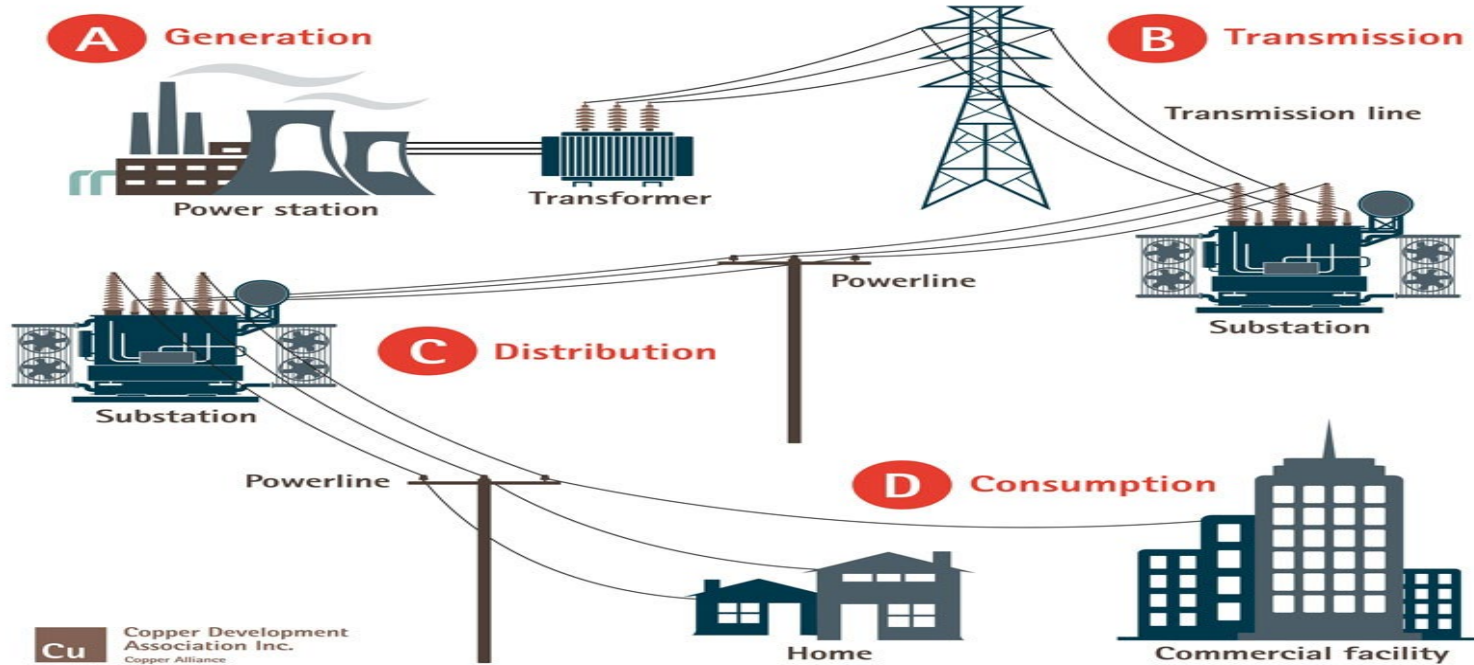 A Generation
B Transmission
Transmission line
Power station
Transformer
Powerline
Substation
C Distribution
Substation
Powerline
D Consumption
Cu
Copper Development
Association Inc.
Copper Alliance
Home
Commercial facility